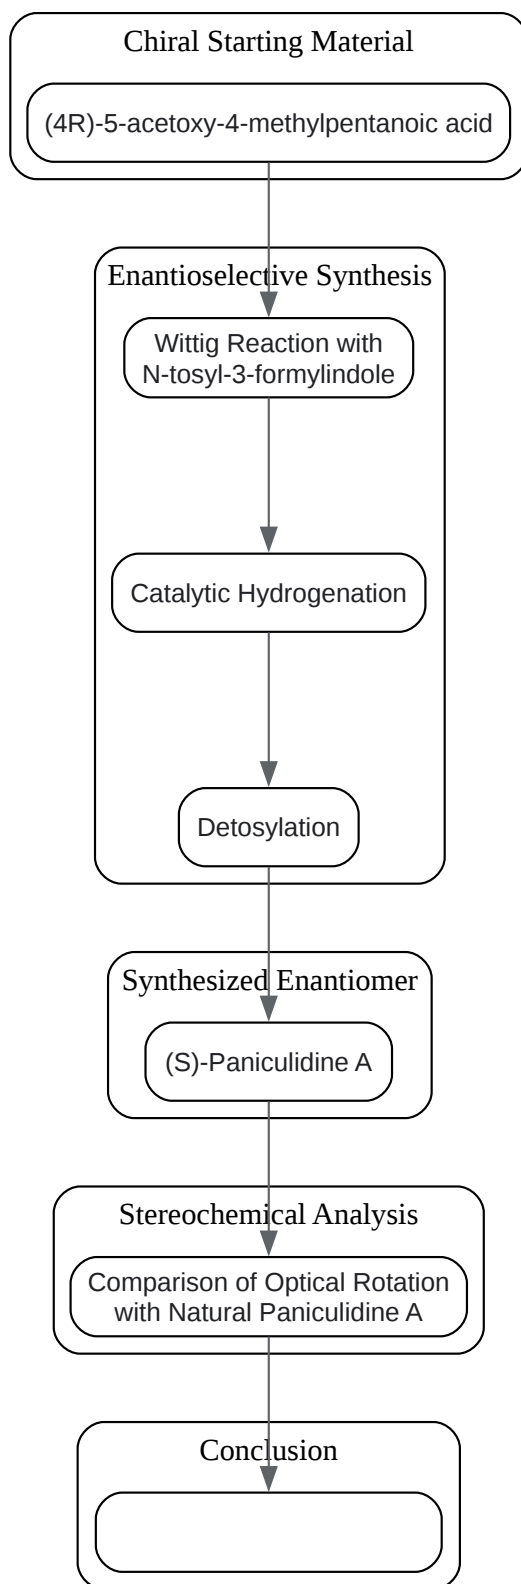 Chiral Starting Material
(4R)-5-acetoxy-4-methylpentanoic acid
Enantioselective Synthesis
Wittig Reaction with
N-tosyl-3-formylindole
Catalytic Hydrogenation
Detosylation
Synthesized Enantiomer
(S)-Paniculidine A
Stereochemical Analysis
Comparison of Optical Rotation
with Natural Paniculidine A
Conclusion